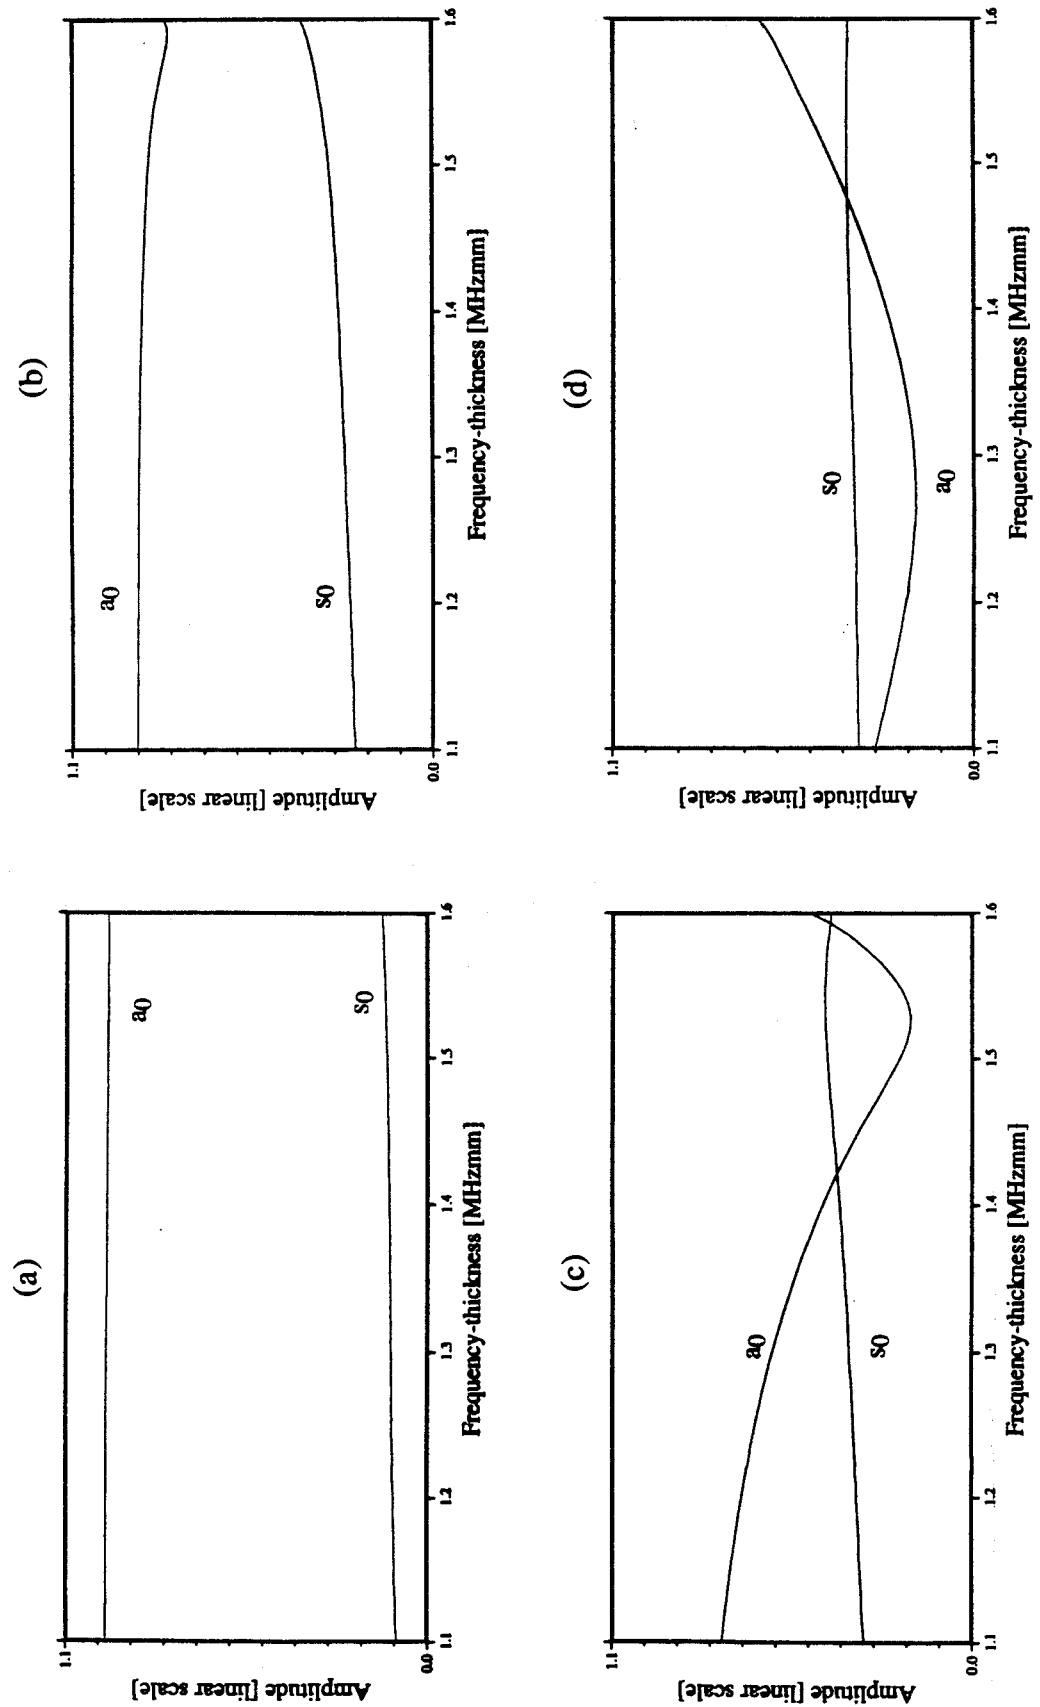 (a)
1.1
Amplitude [linear scale]
0.0
a0
s0
1.1
1.2
1.3
1.4
1.5
1.6
Frequency-thickness [MHzmm]
(b)
1.1
Amplitude [linear scale]
0.0
a0
s0
1.1
1.2
1.3
1.4
1.5
1.6
Frequency-thickness [MHzmm]
(c)
1.1
Amplitude [linear scale]
0.0
a0
s0
1.1
1.2
1.3
1.4
1.5
1.6
Frequency-thickness [MHzmm]
(d)
1.1
Amplitude [linear scale]
0.0
s0
a0
1.1
1.2
1.3
1.4
1.5
1.6
Frequency-thickness [MHzmm]